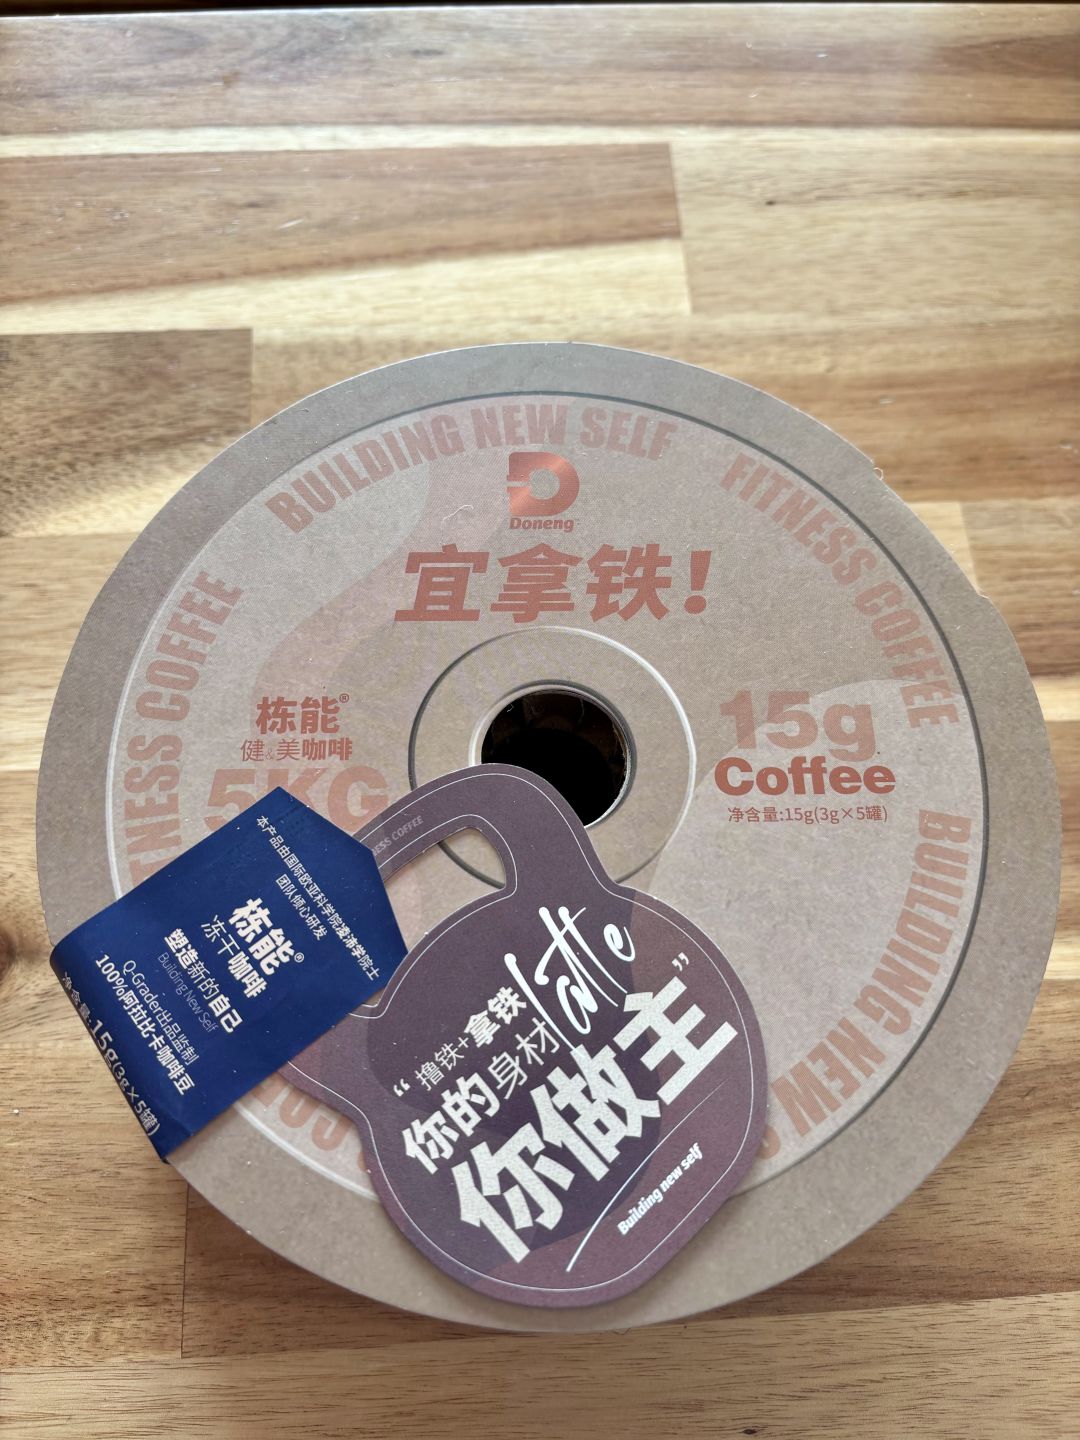 BUILDING NEW SELF
FITNESS COFFEE
BUILDING NEW S
TNESS COFFEE
Doneng
宜拿铁!
栋能®
健&美咖啡
5KG
15g
Coffee
净含量:15g(3g×5罐)
本产品由国际欧亚科学院凌沛学院士
团队倾心研发
栋能®
冻干咖啡
塑造新的自己
Building New Self
Q-Grader出品监制
100%阿拉比卡咖啡豆
净含量:15g(3g×5罐)
NESS COFFEE
latte
“撸铁+拿铁
你的身材
你做主”
Building new self